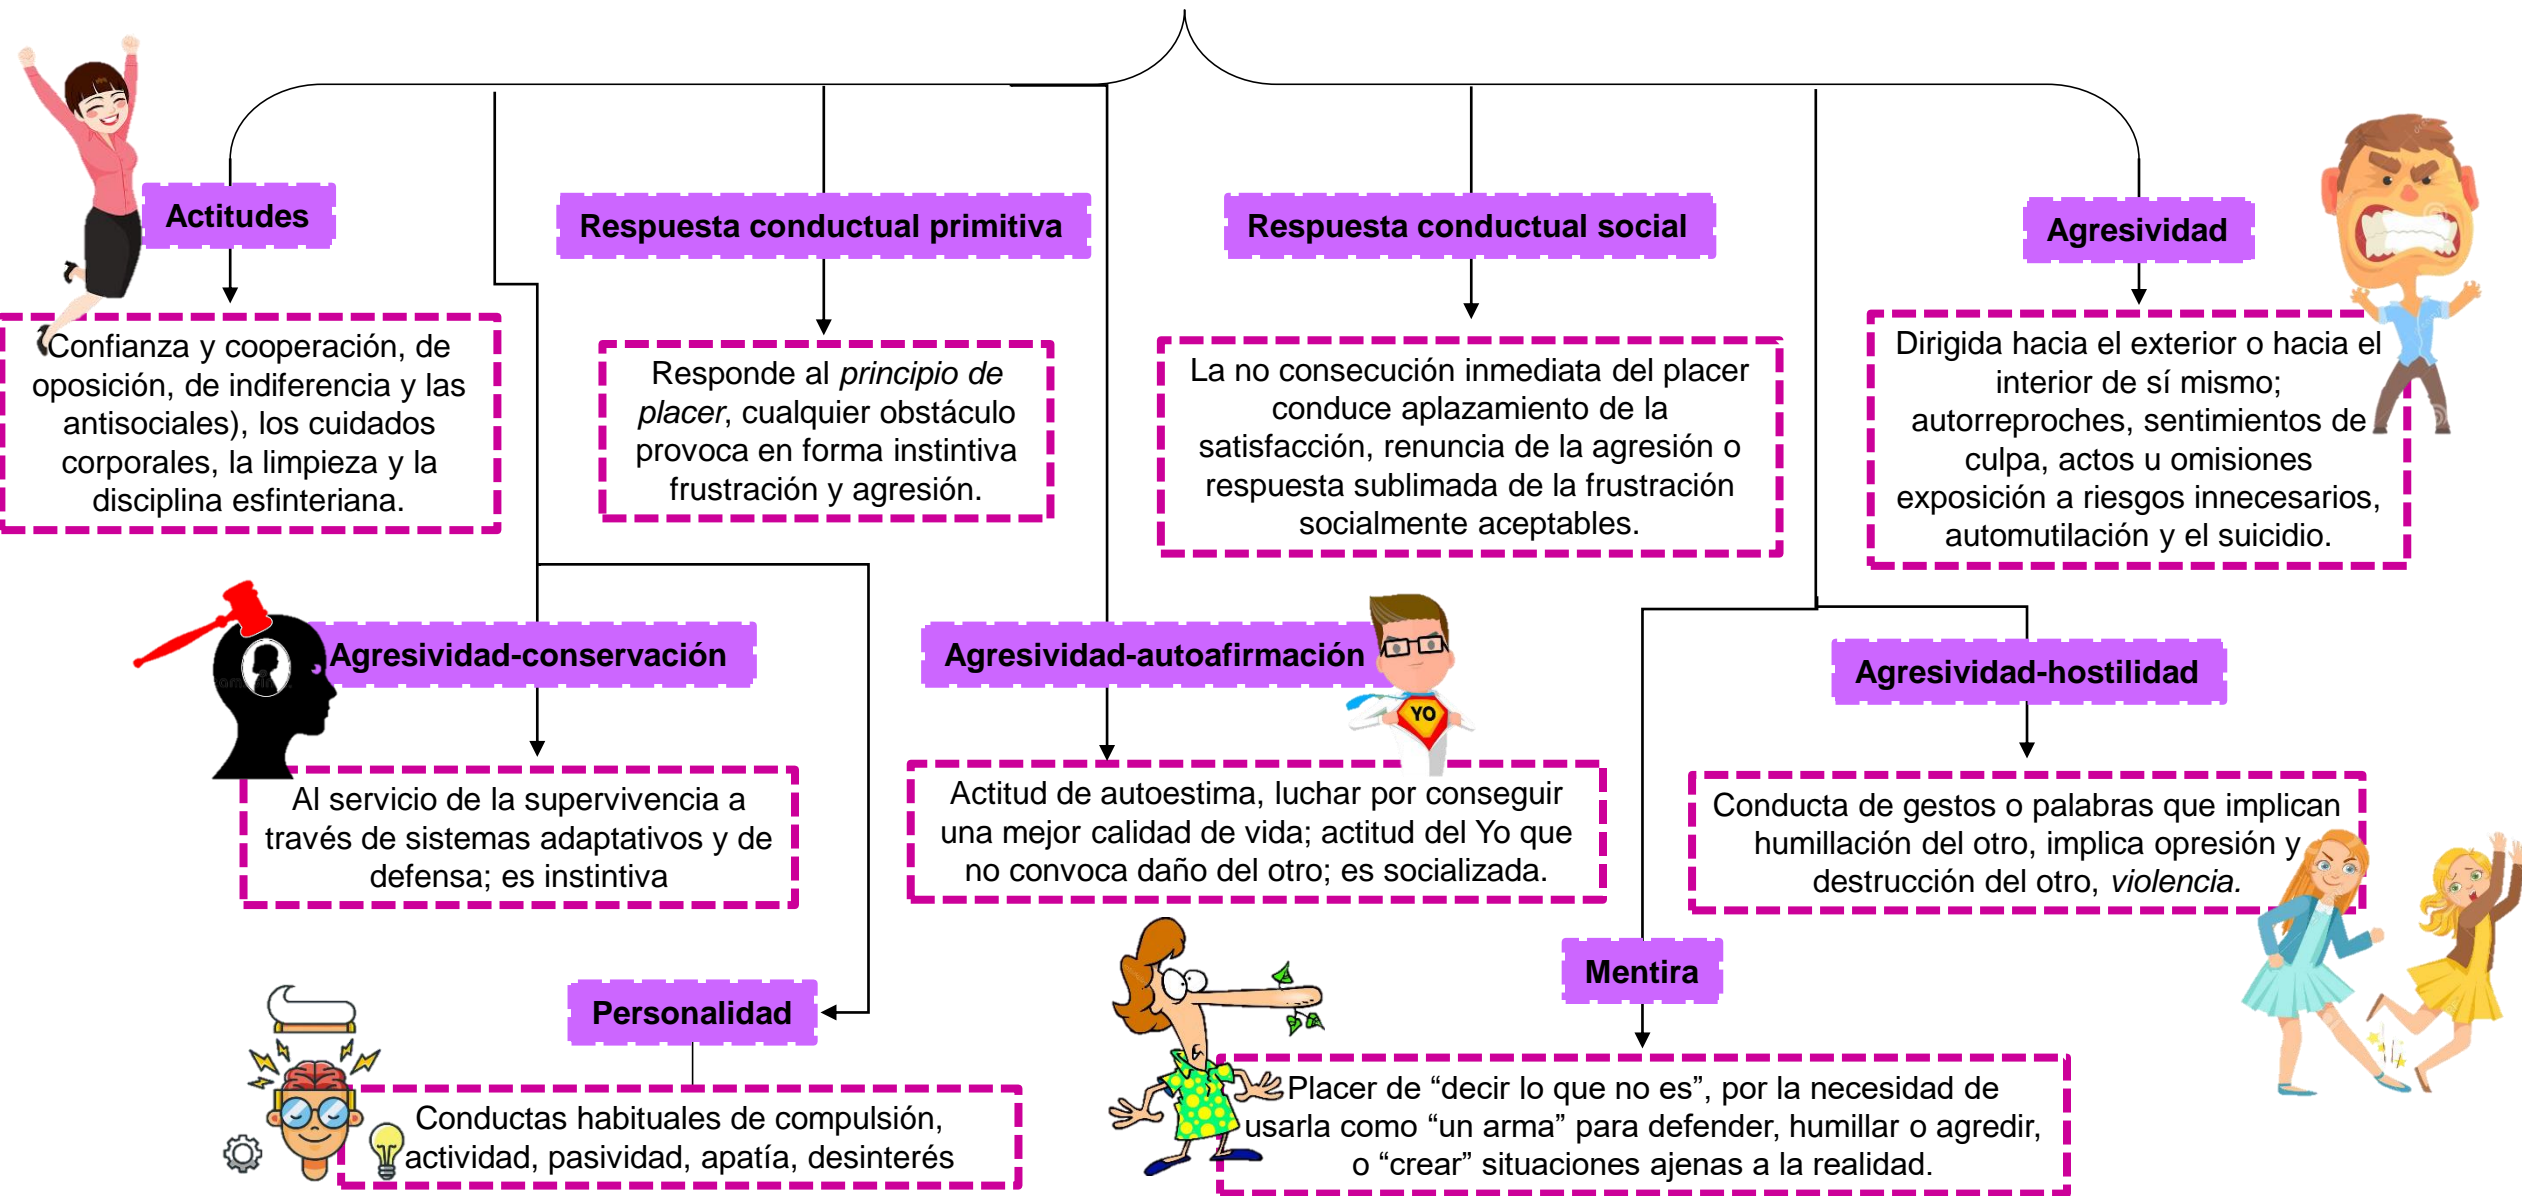 Actitudes
Confianza y cooperación, de
oposición, de indiferencia y las
antisociales), los cuidados
corporales, la limpieza y la
disciplina esfinteriana.
Respuesta conductual primitiva
Responde al principio de
placer, cualquier obstáculo
provoca en forma instintiva
frustración y agresión.
Respuesta conductual social
La no consecución inmediata del placer
conduce aplazamiento de la
satisfacción, renuncia de la agresión o
respuesta sublimada de la frustración
socialmente aceptables.
Agresividad
Dirigida hacia el exterior o hacia el
interior de sí mismo;
autorreproches, sentimientos de
culpa, actos u omisiones
exposición a riesgos innecesarios,
automutilación y el suicidio.
Agresividad-conservación
Al servicio de la supervivencia a
través de sistemas adaptativos y de
defensa; es instintiva
Agresividad-autoafirmación
YO
Actitud de autoestima, luchar por conseguir
una mejor calidad de vida; actitud del Yo que
no convoca daño del otro; es socializada.
Agresividad-hostilidad
Conducta de gestos o palabras que implican
humillación del otro, implica opresión y
destrucción del otro, violencia.
Personalidad
Conductas habituales de compulsión,
actividad, pasividad, apatía, desinterés
Mentira
Placer de “decir lo que no es”, por la necesidad de
usarla como “un arma” para defender, humillar o agredir,
o “crear” situaciones ajenas a la realidad.